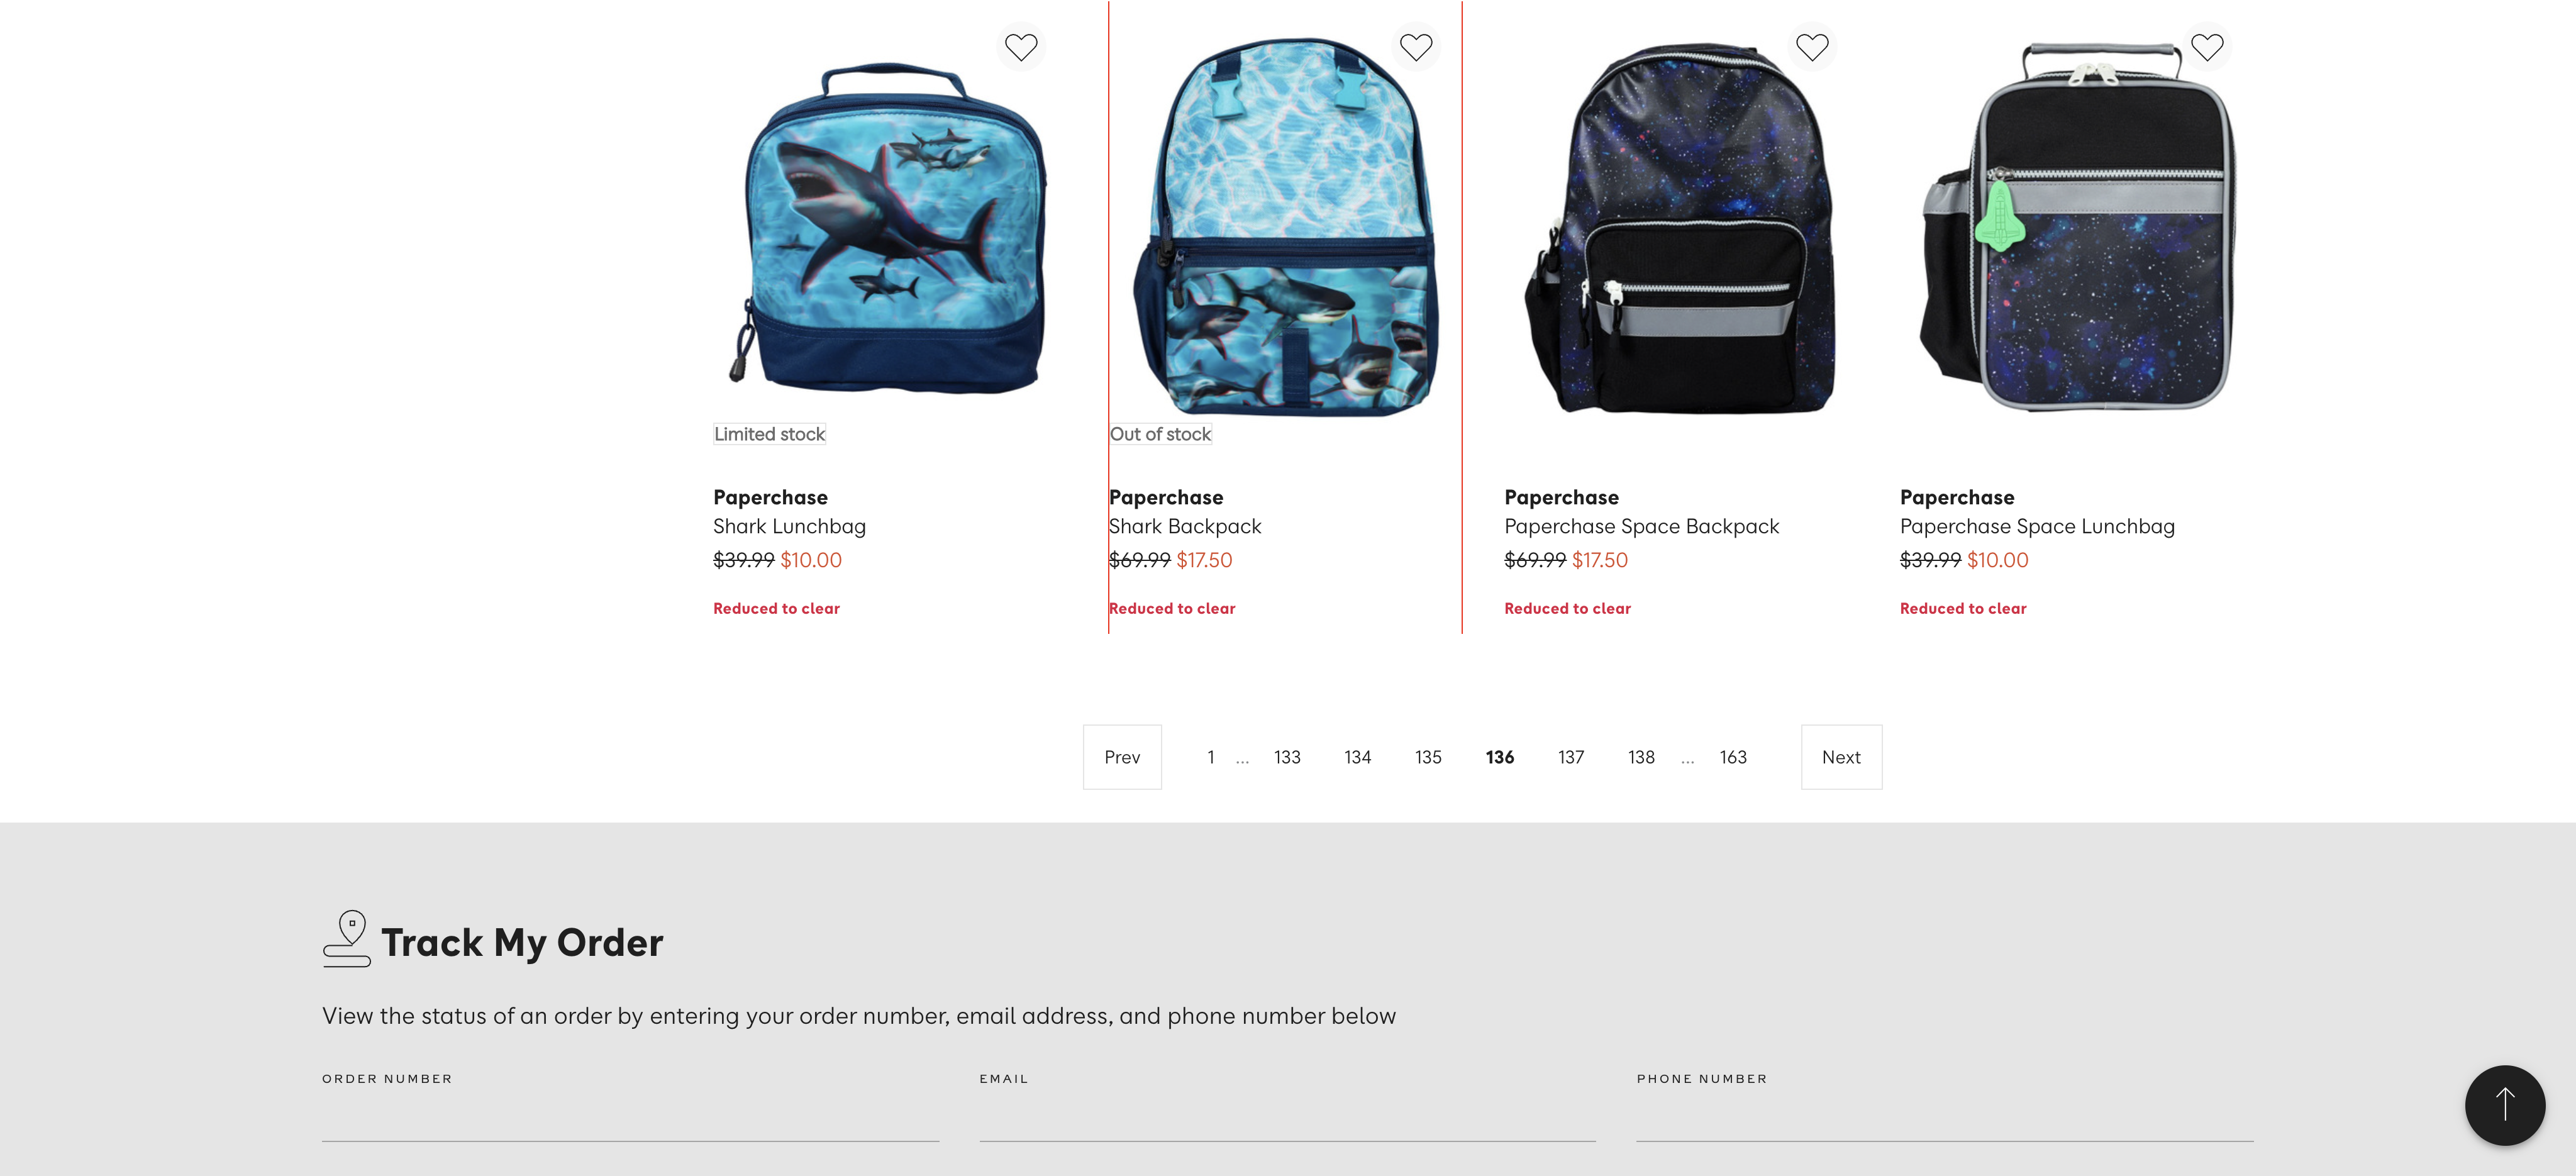 Limited stock
Out of stock
Paperchase
Shark Lunchbag
$39.99 $10.00
Reduced to clear
Paperchase
Shark Backpack
$69.99 $17.50
Reduced to clear
Paperchase
Paperchase Space Backpack
$69.99 $17.50
Reduced to clear
Paperchase
Paperchase Space Lunchbag
$39.99 $10.00
Reduced to clear
Prev 1 ... 133 134 135 136 137 138 ... 163 Next
Track My Order
View the status of an order by entering your order number, email address, and phone number below
ORDER NUMBER
EMAIL
PHONE NUMBER